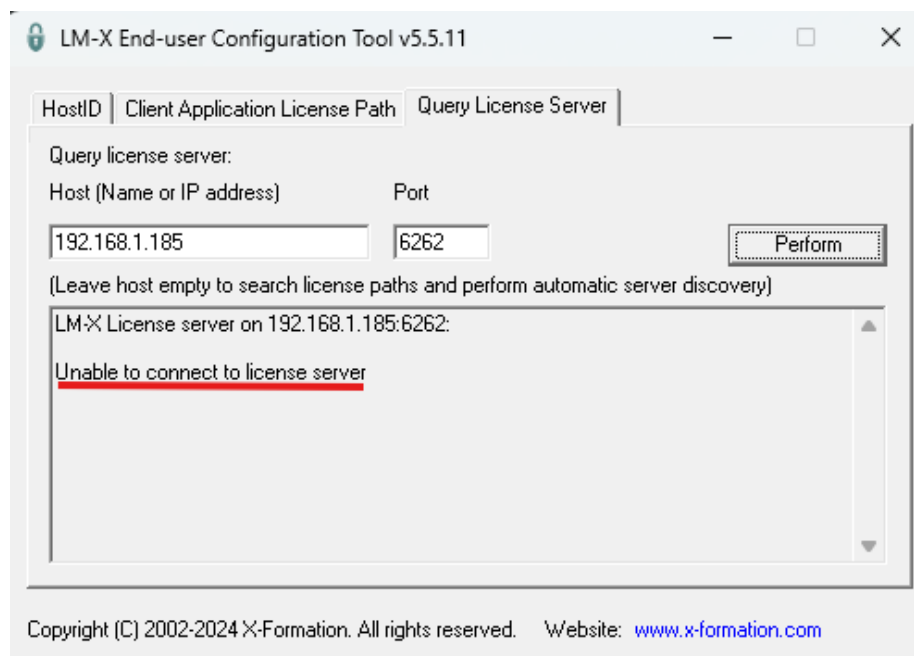 LM-X End-user Configuration Tool v5.5.11
HostID Client Application License Path Query License Server
Query license server:
Host (Name or IP address) Port
192.168.1.185 6262 Perform
(Leave host empty to search license paths and perform automatic server discovery)
LM-X License server on 192.168.1.185:6262:
Unable to connect to license server
Copyright (C) 2002-2024 X-Formation. All rights reserved. Website: www.x-formation.com